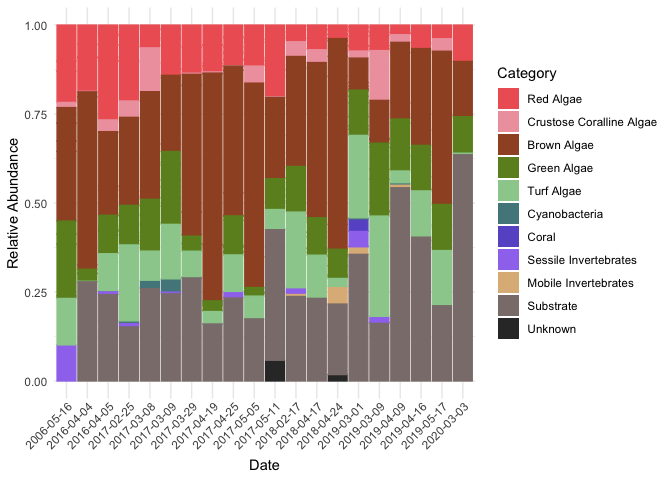 1.00
0.75
0.50
0.25
0.00
Relative Abundance
2006-05-16
2016-04-04
2016-04-05
2017-02-25
2017-03-08
2017-03-09
2017-03-29
2017-04-19
2017-04-25
2017-05-05
2017-05-11
2018-02-17
2018-04-17
2018-04-24
2019-03-01
2019-03-09
2019-04-09
2019-04-16
2019-05-17
2020-03-03
Date
Category
Red Algae
Crustose Coralline Algae
Brown Algae
Green Algae
Turf Algae
Cyanobacteria
Coral
Sessile Invertebrates
Mobile Invertebrates
Substrate
Unknown